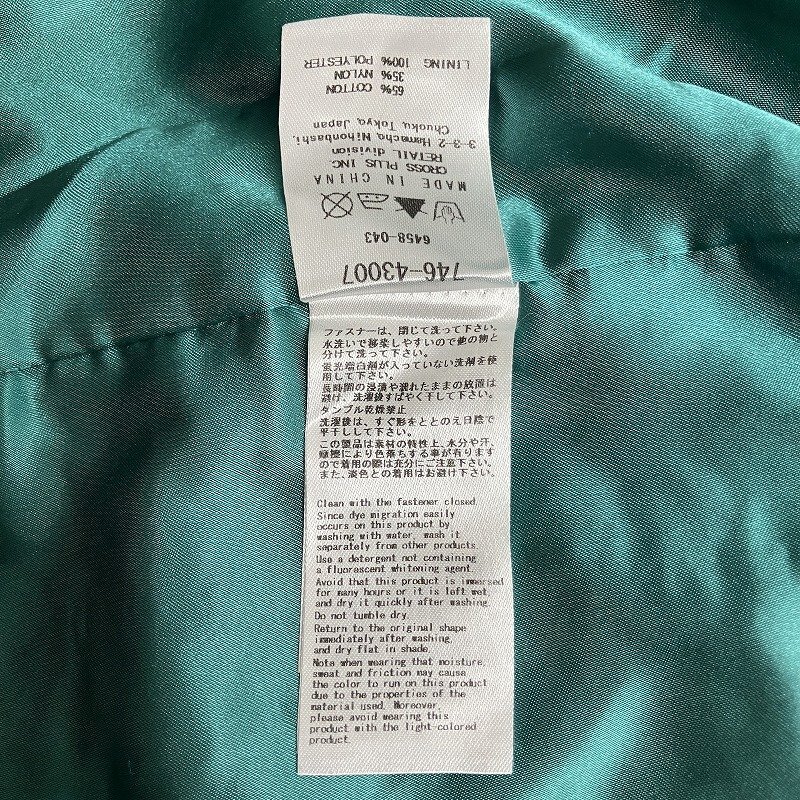 LINING 100% POLYESTER
35% NYLON
65% COTTON
3-3-2 Hamacho, Nihonbashi,
Chuoku, Tokyo, Japan
RETAIL division
CROSS PLUS INC
MADE IN CHINA
6458-043
746-43007
ファスナーは、閉じて洗って下さい。
水洗いで移染しやすいので他の物と
分けて洗って下さい。
蛍光増白剤が入っていない洗剤を使
用して下さい。
長時間の浸漬や濡れたままの放置は
避け、洗濯後すばやく干して下さい。
タンブル乾燥禁止
洗濯後は、すぐ形をととのえ日陰で
平干しして下さい。
この製品は素材の特性上、水分や汗、
摩擦により色落ちする事が有ります
ので着用の際は充分にご注意下さい。
また、淡色との着用はお避け下さい。
Clean with the fastener closed.
Since dye migration easily
occurs on this product by
washing with water, wash it
separately from other products.
Use a detergent not containing
a fluorescent whitening agent.
Avoid that this product is immersed
for many hours or it is left wet,
and dry it quickly after washing.
Do not tumble dry.
Return to the original shape
immediately after washing,
and dry flat in shade.
Note when wearing that moisture,
sweat and friction may cause
the color to run on this product
due to the properties of the
material used. Moreover,
please avoid wearing this
product with the light-colored
product.